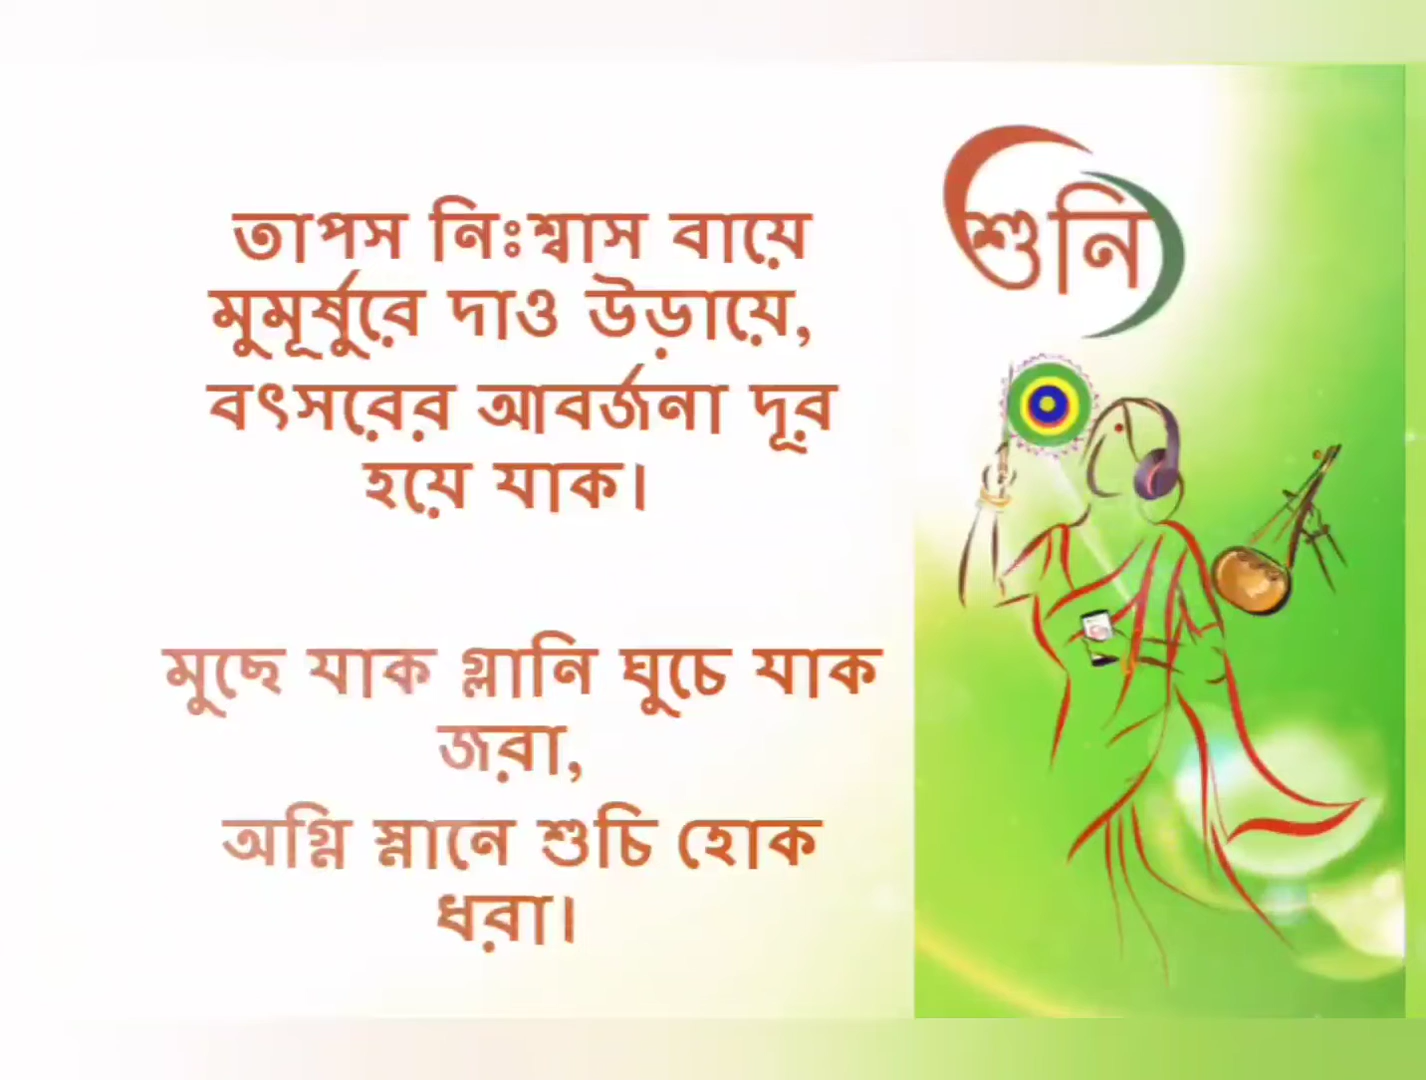 তাপস নিঃশ্বাস বায়ে
মুমূর্ষুরে দাও উড়ায়ে,
বৎসরের আবর্জনা দূর
হয়ে যাক।
মুছে যাক গ্লানি ঘুচে যাক
জরা,
অগ্নি স্নানে শুচি হোক
ধরা।
শুনি